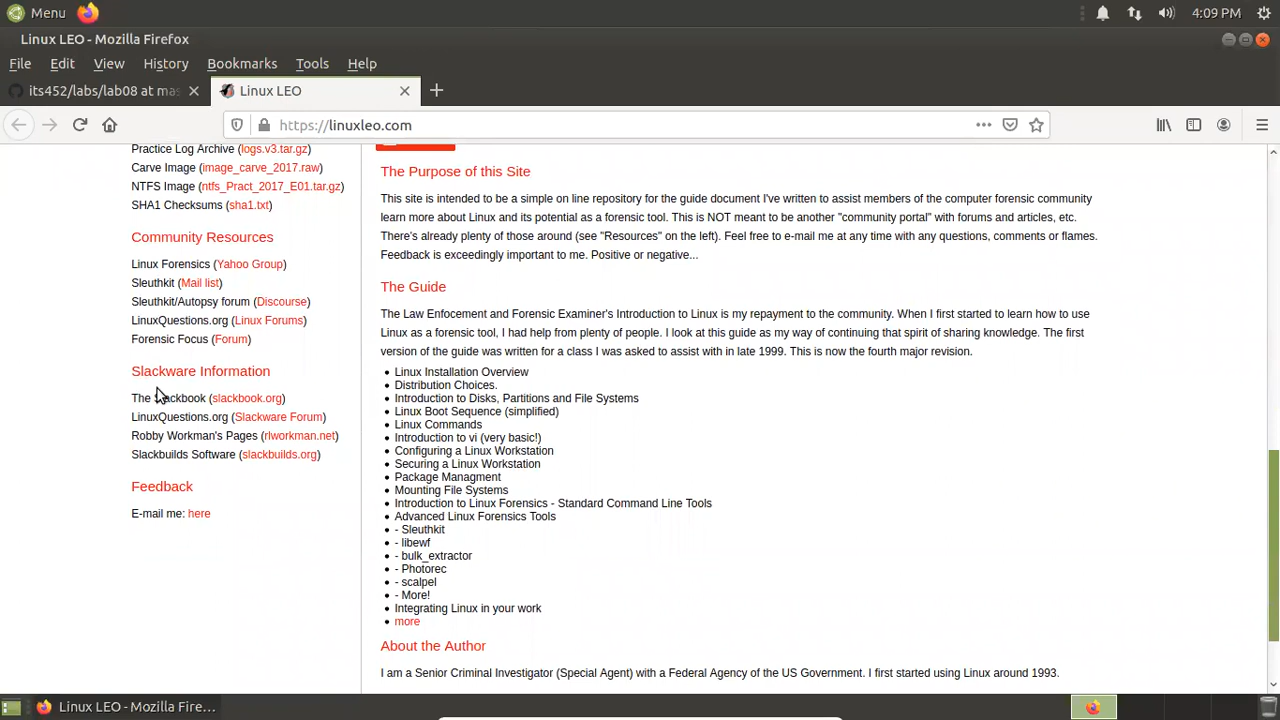 Menu
4:09 PM
Linux LEO - Mozilla Firefox
File Edit View History Bookmarks Tools Help
its452/labs/lab08 at mas
Linux LEO
https://linuxleo.com
Practice Log Archive (logs.v3.tar.gz)
Carve Image (image_carve_2017.raw)
NTFS Image (ntfs_Pract_2017_E01.tar.gz)
SHA1 Checksums (sha1.txt)
Community Resources
Linux Forensics (Yahoo Group)
Sleuthkit (Mail list)
Sleuthkit/Autopsy forum (Discourse)
LinuxQuestions.org (Linux Forums)
Forensic Focus (Forum)
Slackware Information
The Slackbook (slackbook.org)
LinuxQuestions.org (Slackware Forum)
Robby Workman's Pages (rlworkman.net)
Slackbuilds Software (slackbuilds.org)
Feedback
E-mail me: here
The Purpose of this Site
This site is intended to be a simple on line repository for the guide document I've written to assist members of the computer forensic community
learn more about Linux and its potential as a forensic tool. This is NOT meant to be another "community portal" with forums and articles, etc.
There's already plenty of those around (see "Resources" on the left). Feel free to e-mail me at any time with any questions, comments or flames.
Feedback is exceedingly important to me. Positive or negative...
The Guide
The Law Enfocement and Forensic Examiner's Introduction to Linux is my repayment to the community. When I first started to learn how to use
Linux as a forensic tool, I had help from plenty of people. I look at this guide as my way of continuing that spirit of sharing knowledge. The first
version of the guide was written for a class I was asked to assist with in late 1999. This is now the fourth major revision.
• Linux Installation Overview
• Distribution Choices.
• Introduction to Disks, Partitions and File Systems
• Linux Boot Sequence (simplified)
• Linux Commands
• Introduction to vi (very basic!)
• Configuring a Linux Workstation
• Securing a Linux Workstation
• Package Managment
• Mounting File Systems
• Introduction to Linux Forensics - Standard Command Line Tools
• Advanced Linux Forensics Tools
• - Sleuthkit
• - libewf
• - bulk_extractor
• - Photorec
• - scalpel
• - More!
• Integrating Linux in your work
• more
About the Author
I am a Senior Criminal Investigator (Special Agent) with a Federal Agency of the US Government. I first started using Linux around 1993.
Linux LEO - Mozilla Fire...